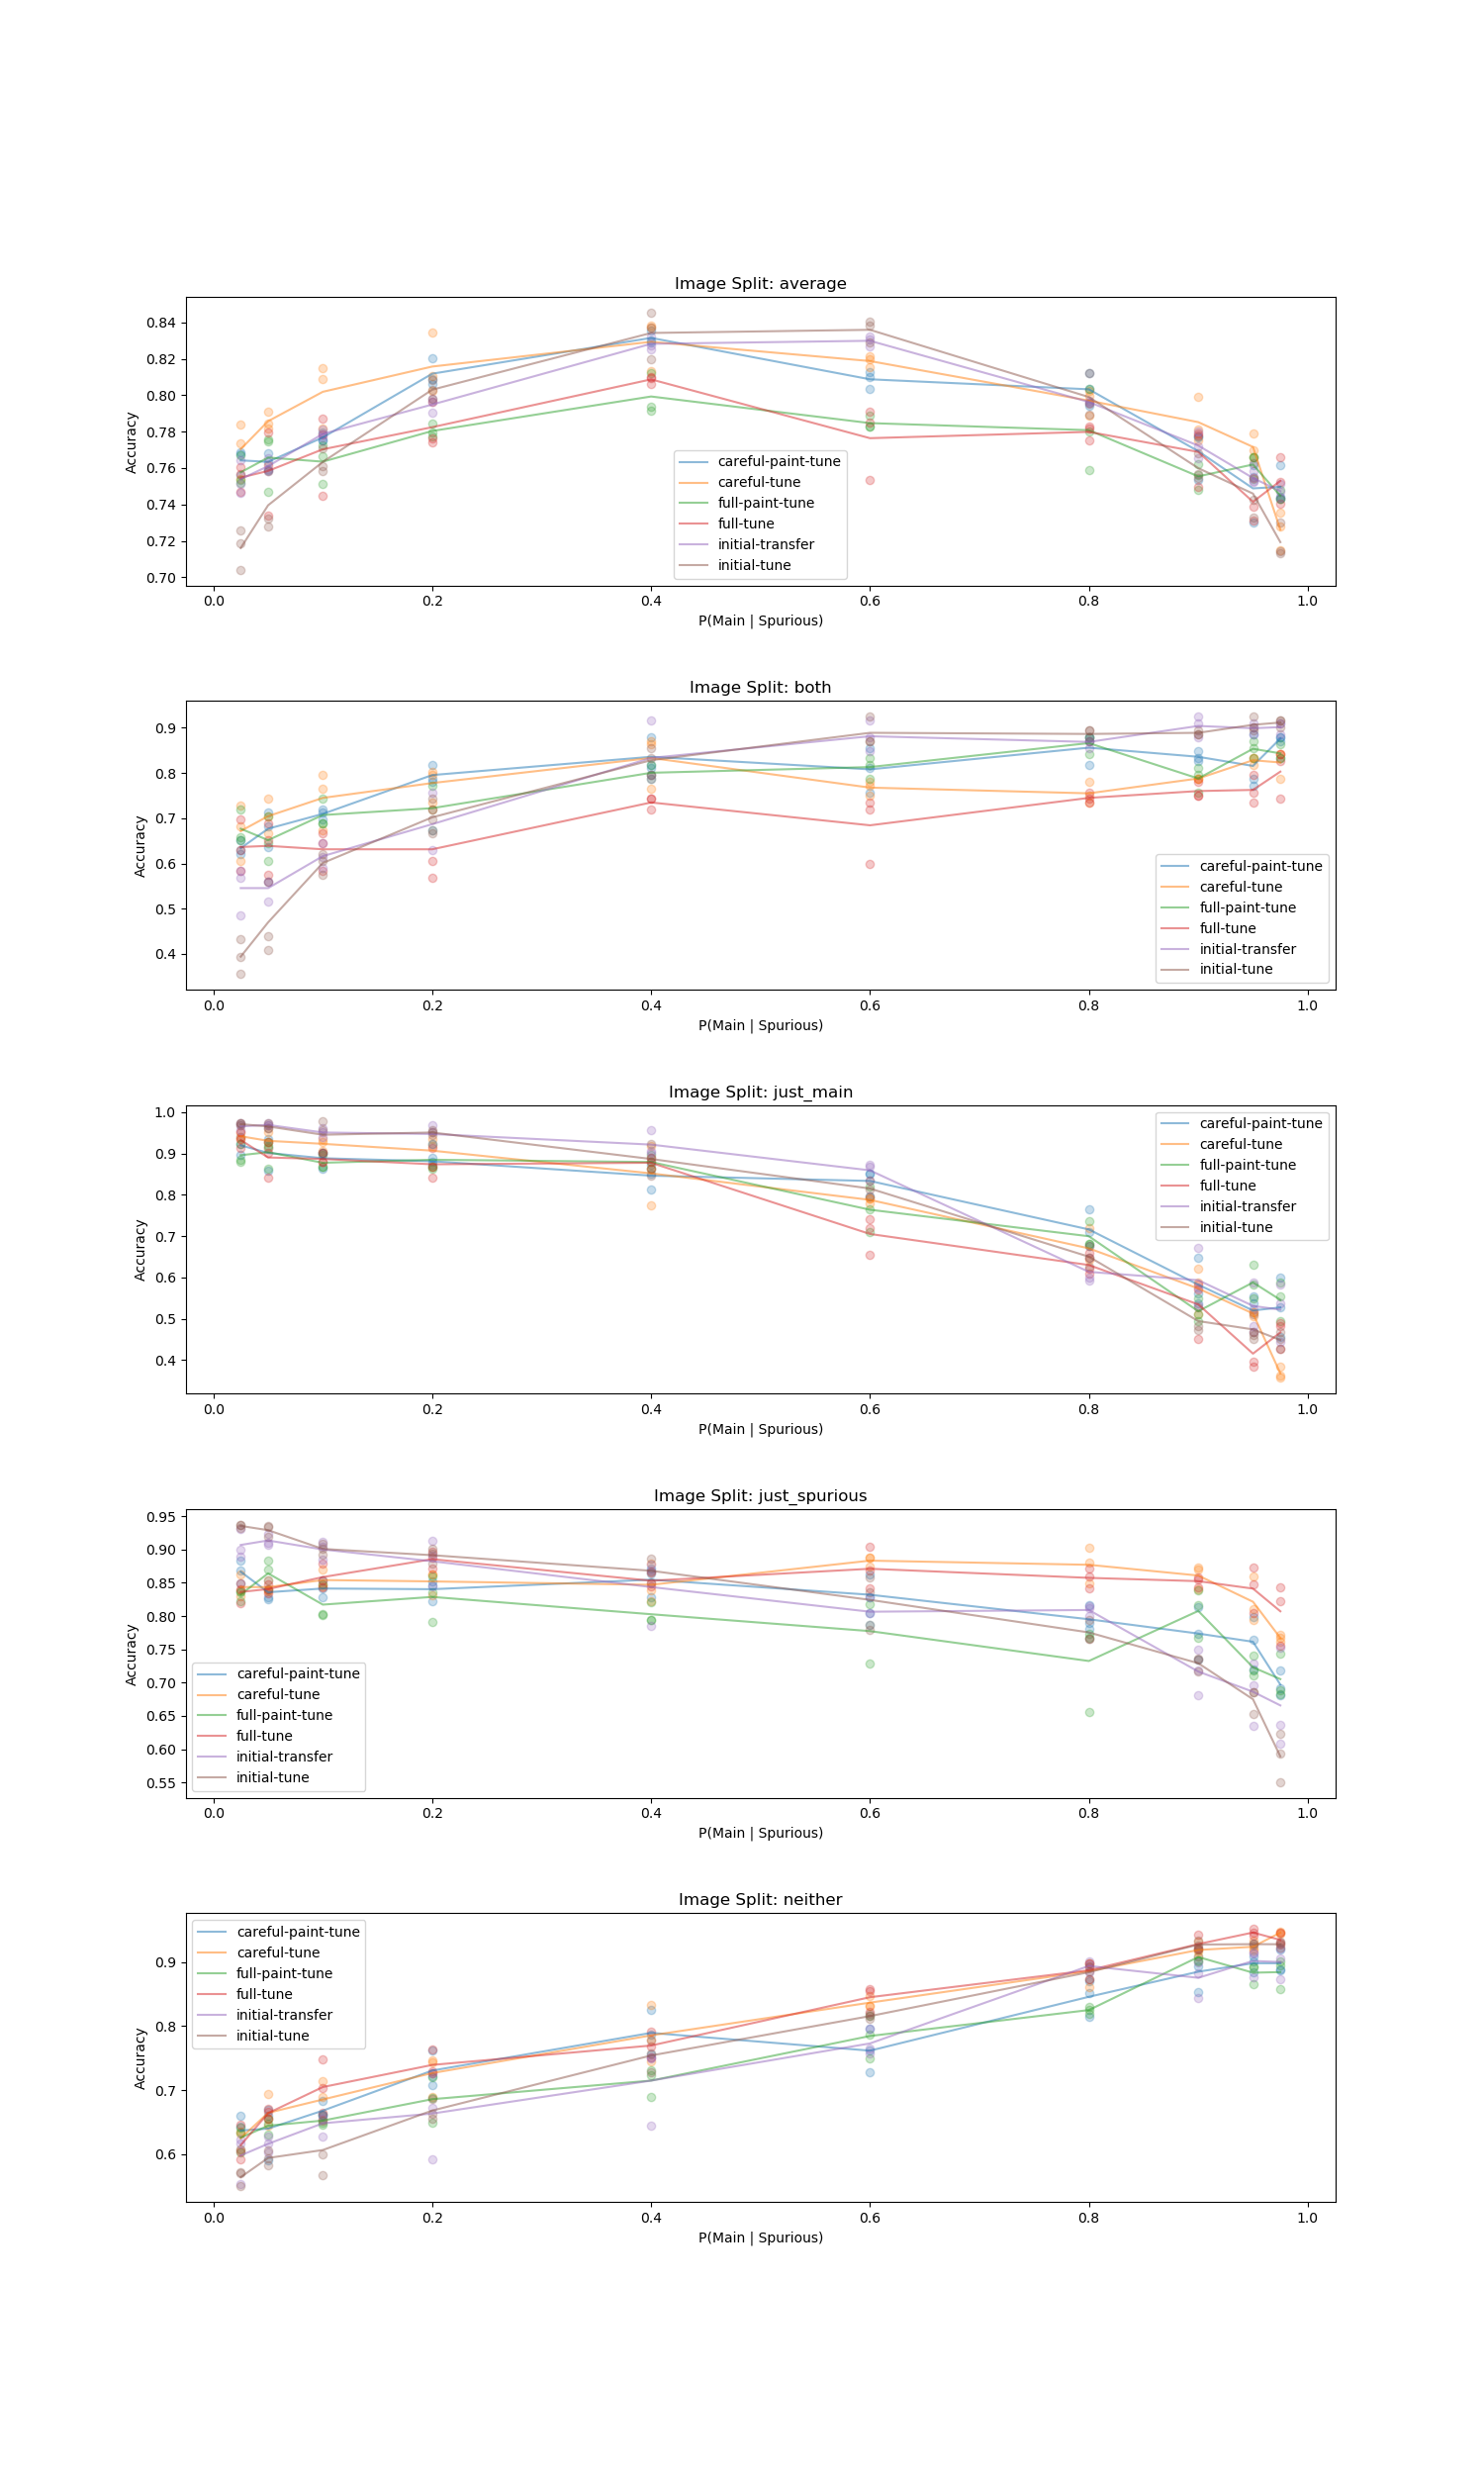 Image Split: average
Accuracy
0.84
0.82
0.80
0.78
0.76
0.74
0.72
0.70
careful-paint-tune
careful-tune
full-paint-tune
full-tune
initial-transfer
initial-tune
0.0 0.2 0.4 0.6 0.8 1.0
P(Main | Spurious)
Image Split: both
Accuracy
0.9
0.8
0.7
0.6
0.5
0.4
careful-paint-tune
careful-tune
full-paint-tune
full-tune
initial-transfer
initial-tune
0.0 0.2 0.4 0.6 0.8 1.0
P(Main | Spurious)
Image Split: just_main
Accuracy
1.0
0.9
0.8
0.7
0.6
0.5
0.4
careful-paint-tune
careful-tune
full-paint-tune
full-tune
initial-transfer
initial-tune
0.0 0.2 0.4 0.6 0.8 1.0
P(Main | Spurious)
Image Split: just_spurious
Accuracy
0.95
0.90
0.85
0.80
0.75
0.70
0.65
0.60
0.55
careful-paint-tune
careful-tune
full-paint-tune
full-tune
initial-transfer
initial-tune
0.0 0.2 0.4 0.6 0.8 1.0
P(Main | Spurious)
Image Split: neither
Accuracy
0.9
0.8
0.7
0.6
careful-paint-tune
careful-tune
full-paint-tune
full-tune
initial-transfer
initial-tune
0.0 0.2 0.4 0.6 0.8 1.0
P(Main | Spurious)